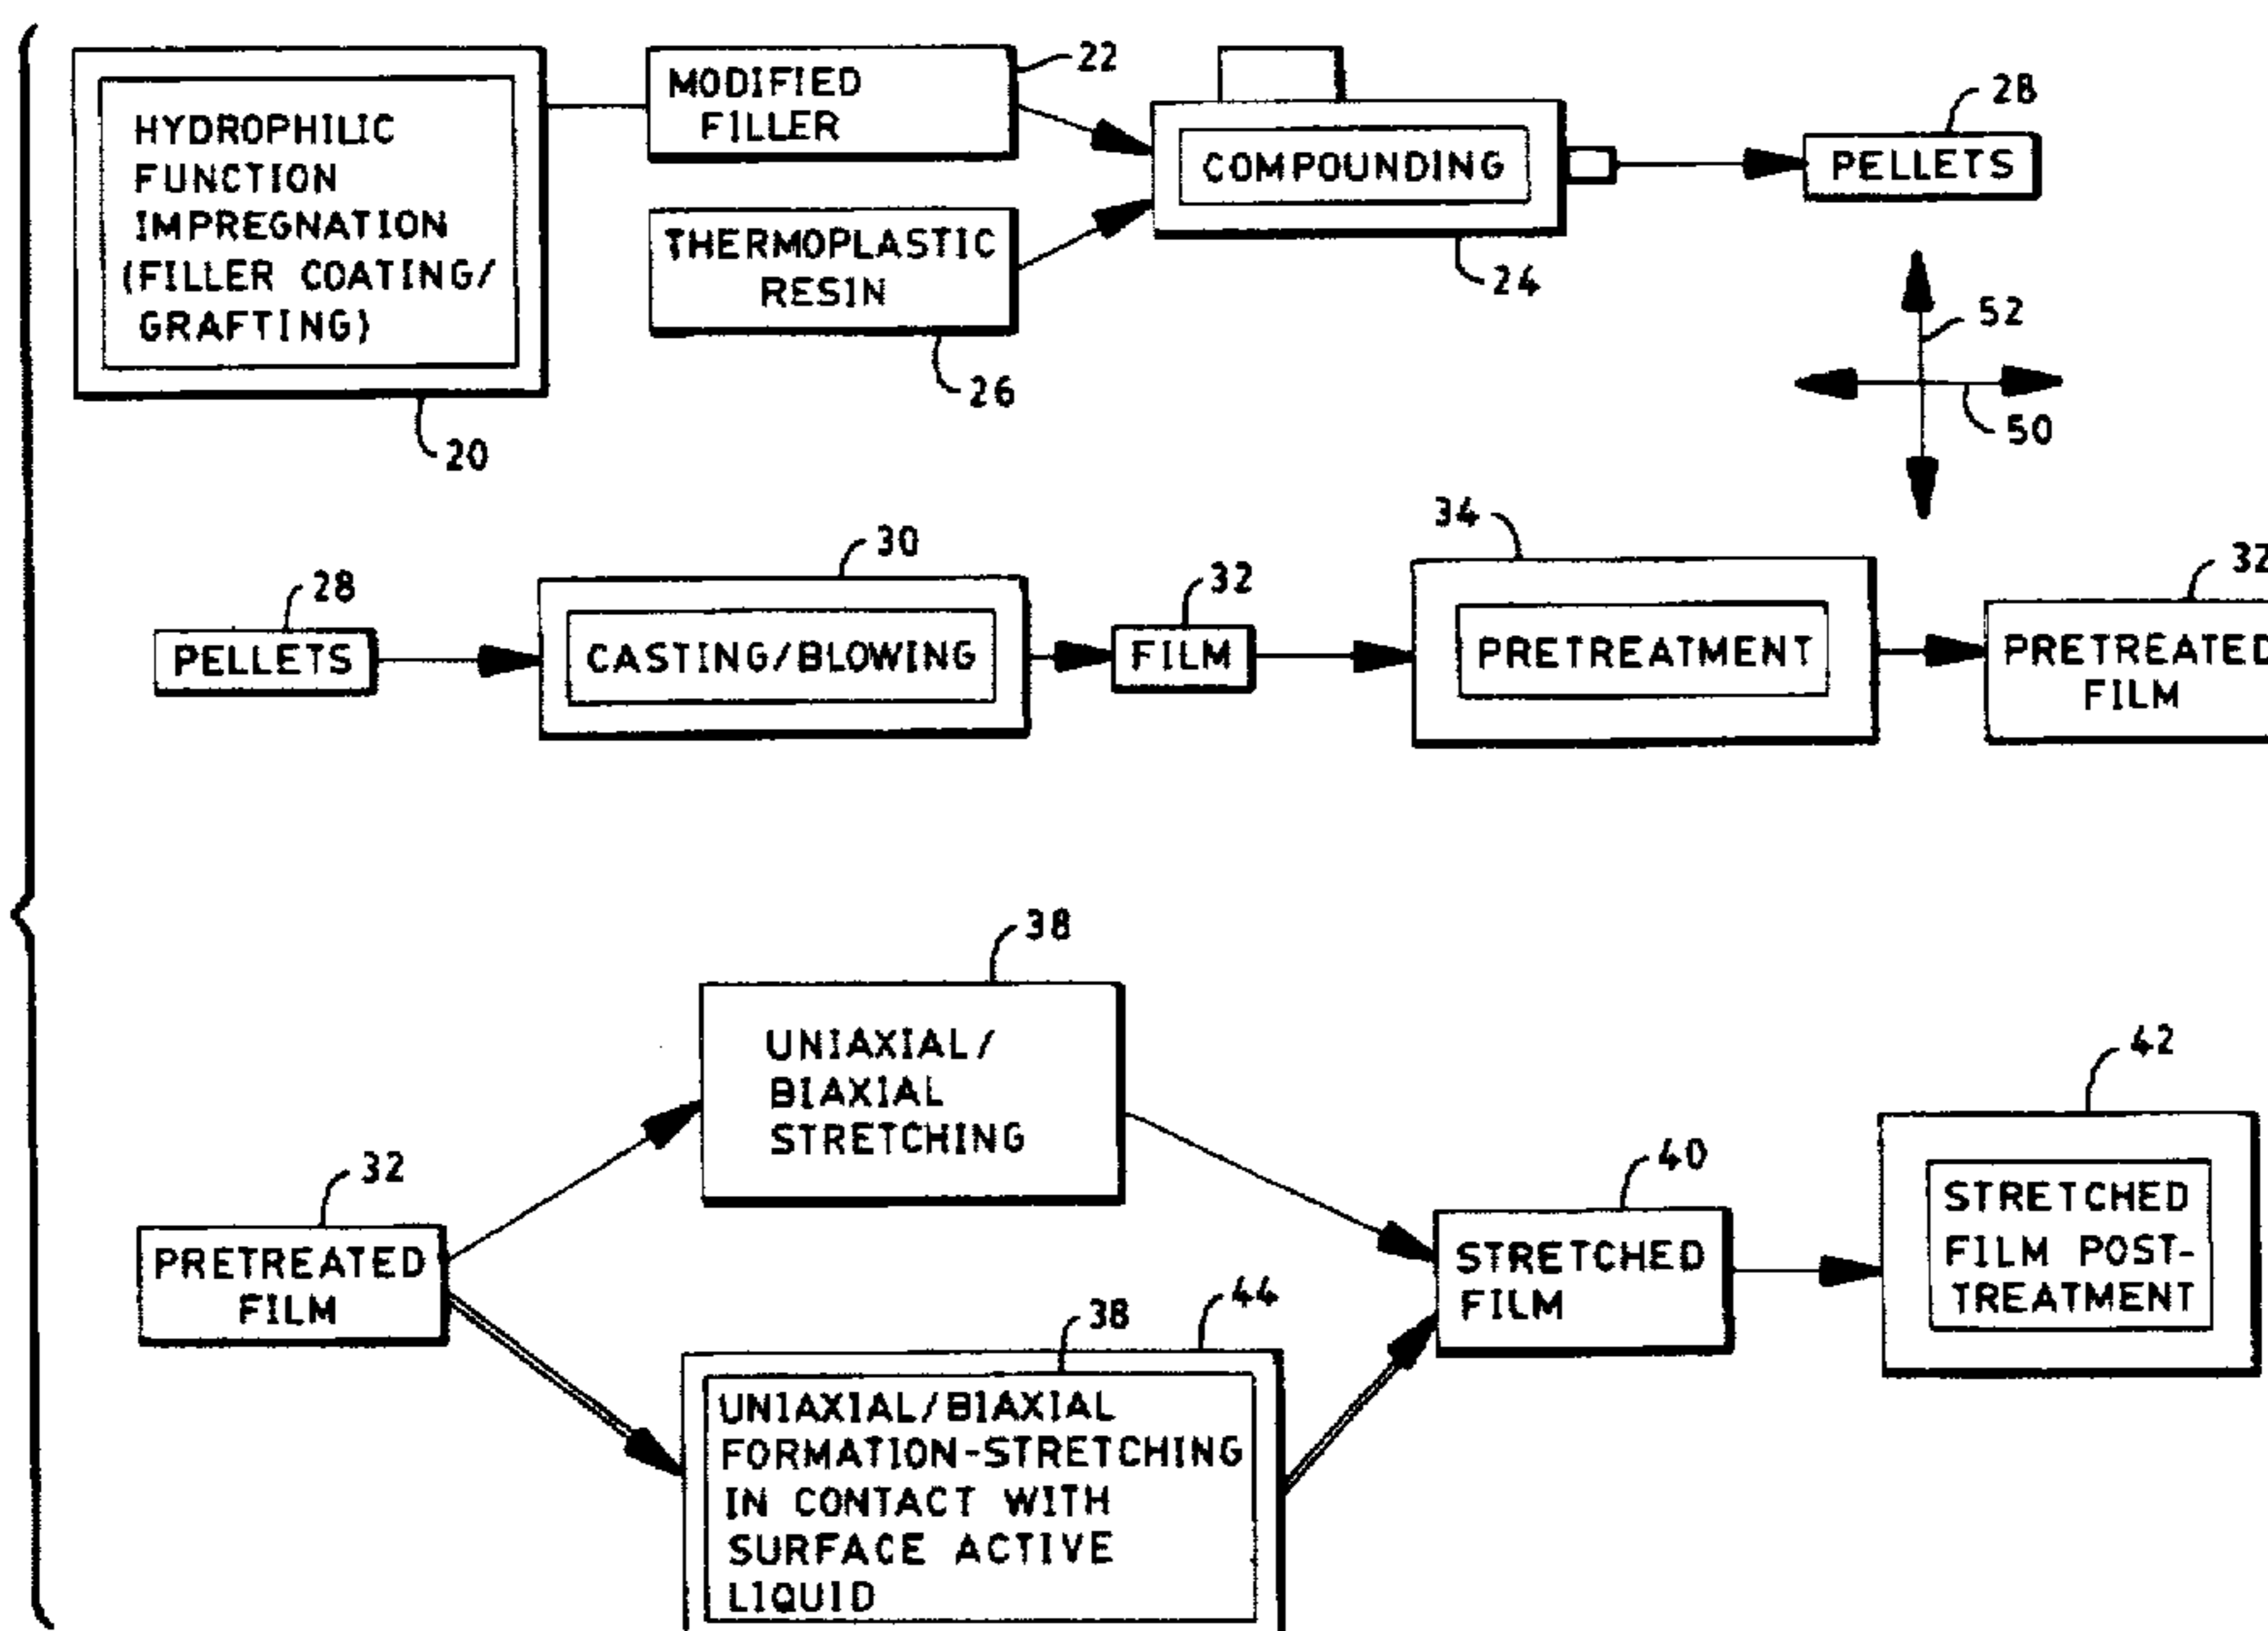 HYDROPHILIC
FUNCTION
IMPREGNATION
(FILLER COATING/
GRAFTING)
20
MODIFIED
FILLER
22
THERMOPLASTIC
RESIN
26
COMPOUNDING
24
PELLETS
28
52
50
PELLETS
28
CASTING/BLOWING
30
FILM
32
PRETREATMENT
34
PRETREATED
FILM
32
PRETREATED
FILM
32
UNIAXIAL/
BIAXIAL
STRETCHING
38
UNIAXIAL/BIAXIAL
FORMATION-STRETCHING
IN CONTACT WITH
SURFACE ACTIVE
LIQUID
38
44
STRETCHED
FILM
40
STRETCHED
FILM POST-
TREATMENT
42